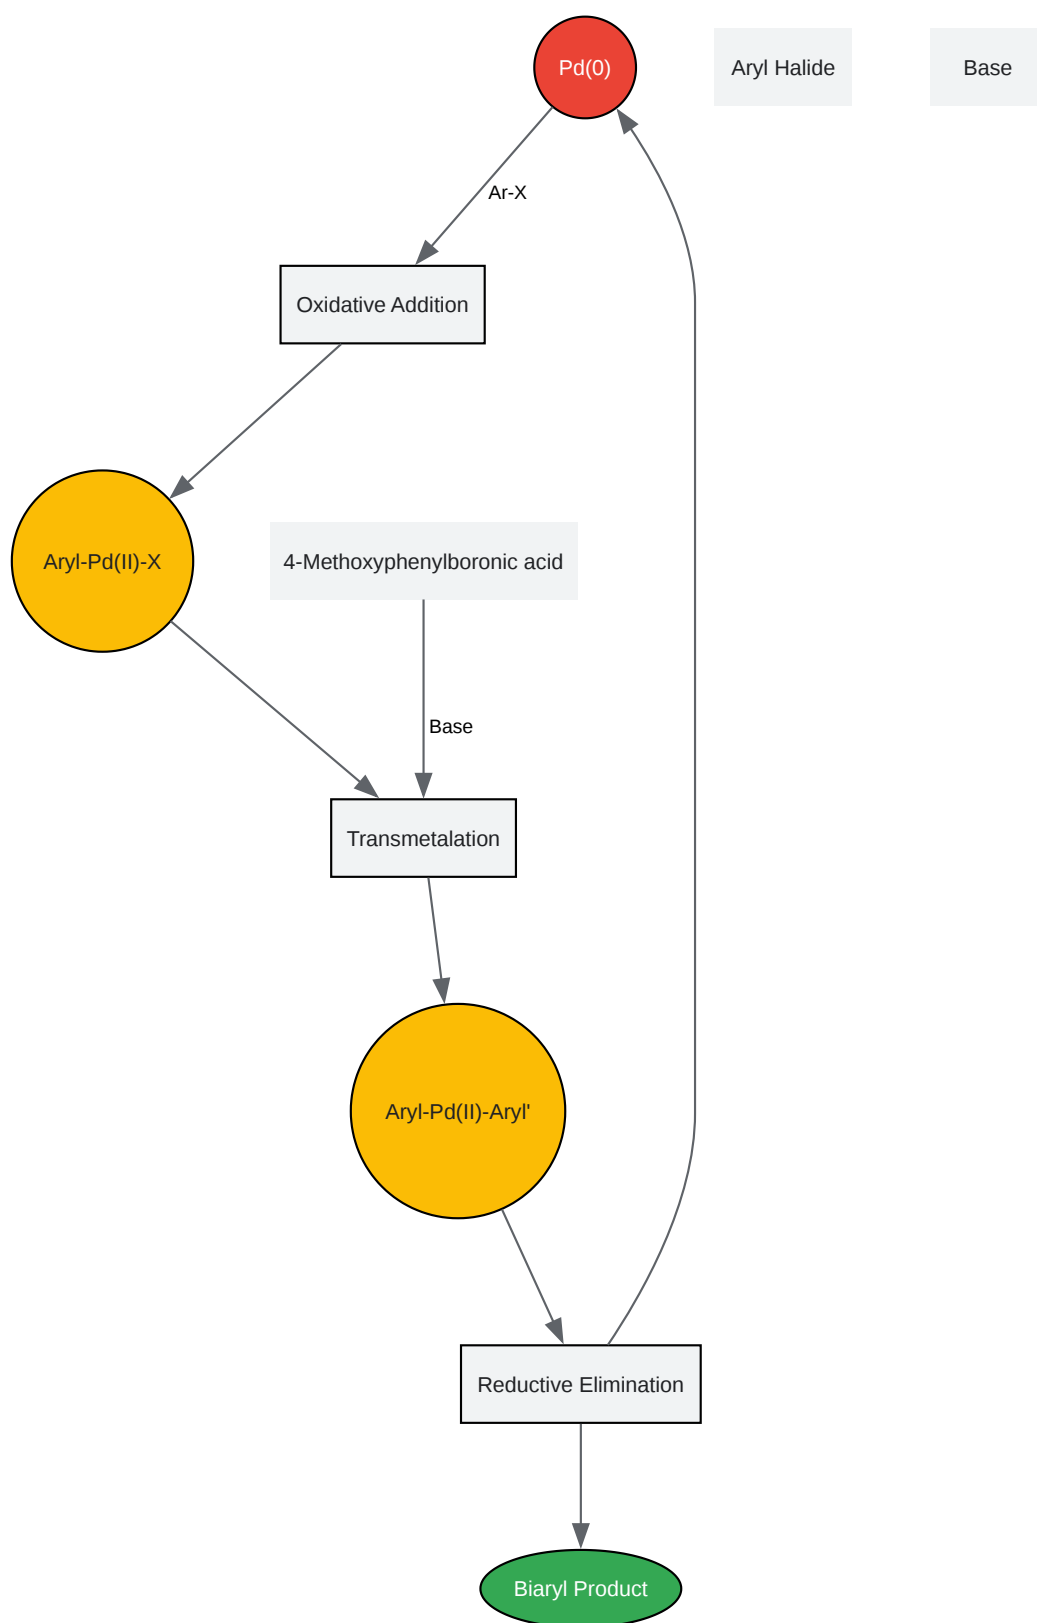 Pd(0)
Aryl Halide
Base
Ar-X
Oxidative Addition
Aryl-Pd(II)-X
4-Methoxyphenylboronic acid
Base
Transmetalation
Aryl-Pd(II)-Aryl'
Reductive Elimination
Biaryl Product